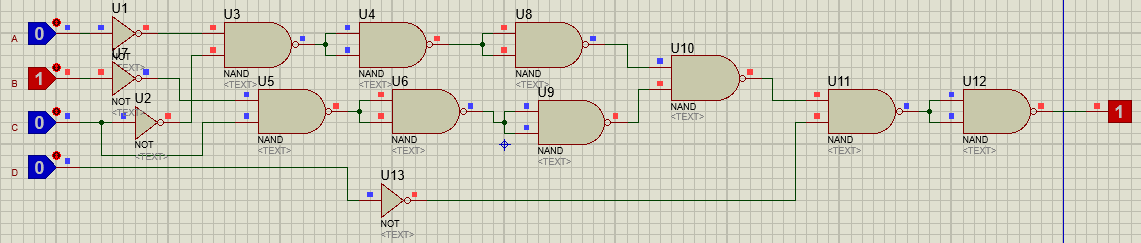 U1
U3
U4
U8
A
0
U7
NOT
U10
NAND
<TEXT>
NAND
<TEXT>
NAND
<TEXT>
B
1
U5
U6
U9
U11
U12
NOT
<TEXT>
U2
NAND
<TEXT>
1
C
0
NOT
<TEXT>
NAND
<TEXT>
NAND
<TEXT>
NAND
<TEXT>
NAND
<TEXT>
NAND
<TEXT>
D
0
U13
NOT
<TEXT>